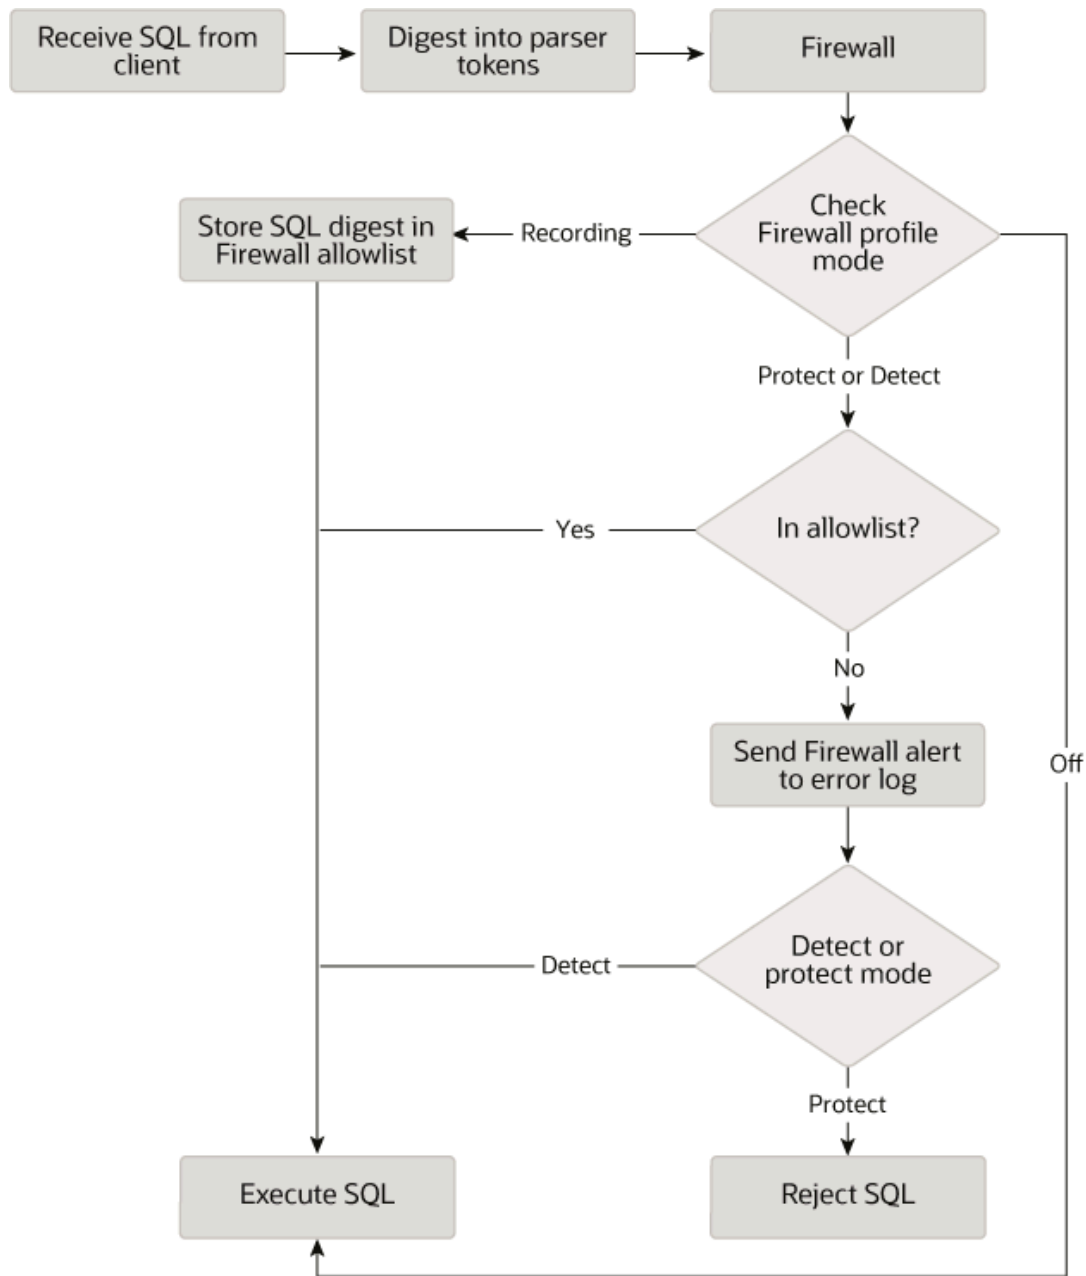 Receive SQL from
client
Digest into parser
tokens
Firewall
Check
Firewall profile
mode
Recording
Store SQL digest in
Firewall allowlist
Protect or Detect
In allowlist?
Yes
No
Send Firewall alert
to error log
Off
Detect or
protect mode
Detect
Protect
Execute SQL
Reject SQL